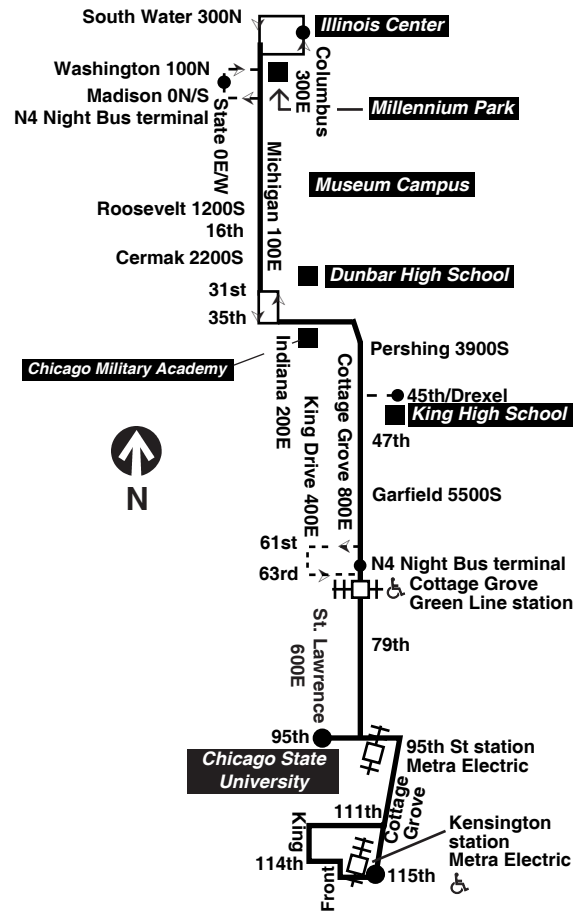 South Water 300N
Illinois Center
Washington 100N
Columbus
300E
Madison 0N/S
N4 Night Bus terminal
State 0E/W
Millennium Park
Michigan 100E
Museum Campus
Roosevelt 1200S
16th
Cermak 2200S
Dunbar High School
31st
35th
Indiana 200E
Pershing 3900S
Chicago Military Academy
King Drive 400E
Cottage Grove 800E
45th/Drexel
King High School
47th
N
Garfield 5500S
61st
63rd
N4 Night Bus terminal
Cottage Grove
Green Line station
St. Lawrence
600E
79th
95th
Chicago State
University
95th St station
Metra Electric
Cottage
Grove
111th
King
114th
Front
Kensington
station
Metra Electric
115th